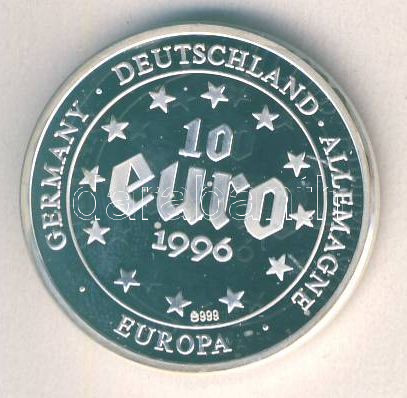 GERMANY · DEUTSCHLAND · ALLEMAGNE · EUROPA ·
10
euro
1996
999